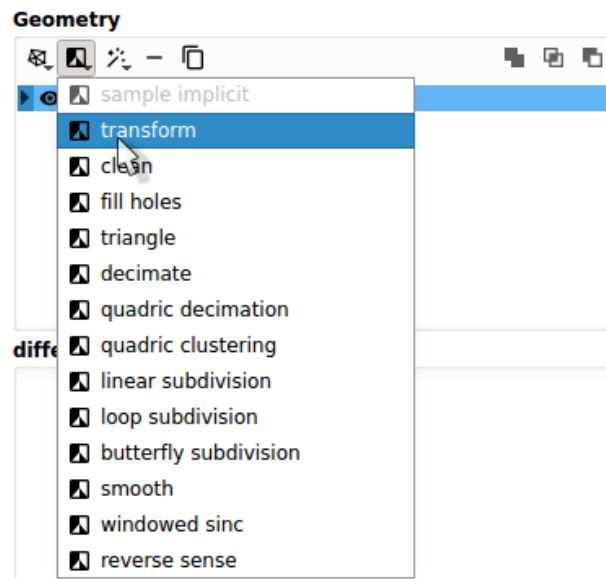 Geometry
sample implicit
transform
clean
fill holes
triangle
decimate
quadric decimation
diffe
quadric clustering
linear subdivision
loop subdivision
butterfly subdivision
smooth
windowed sinc
reverse sense